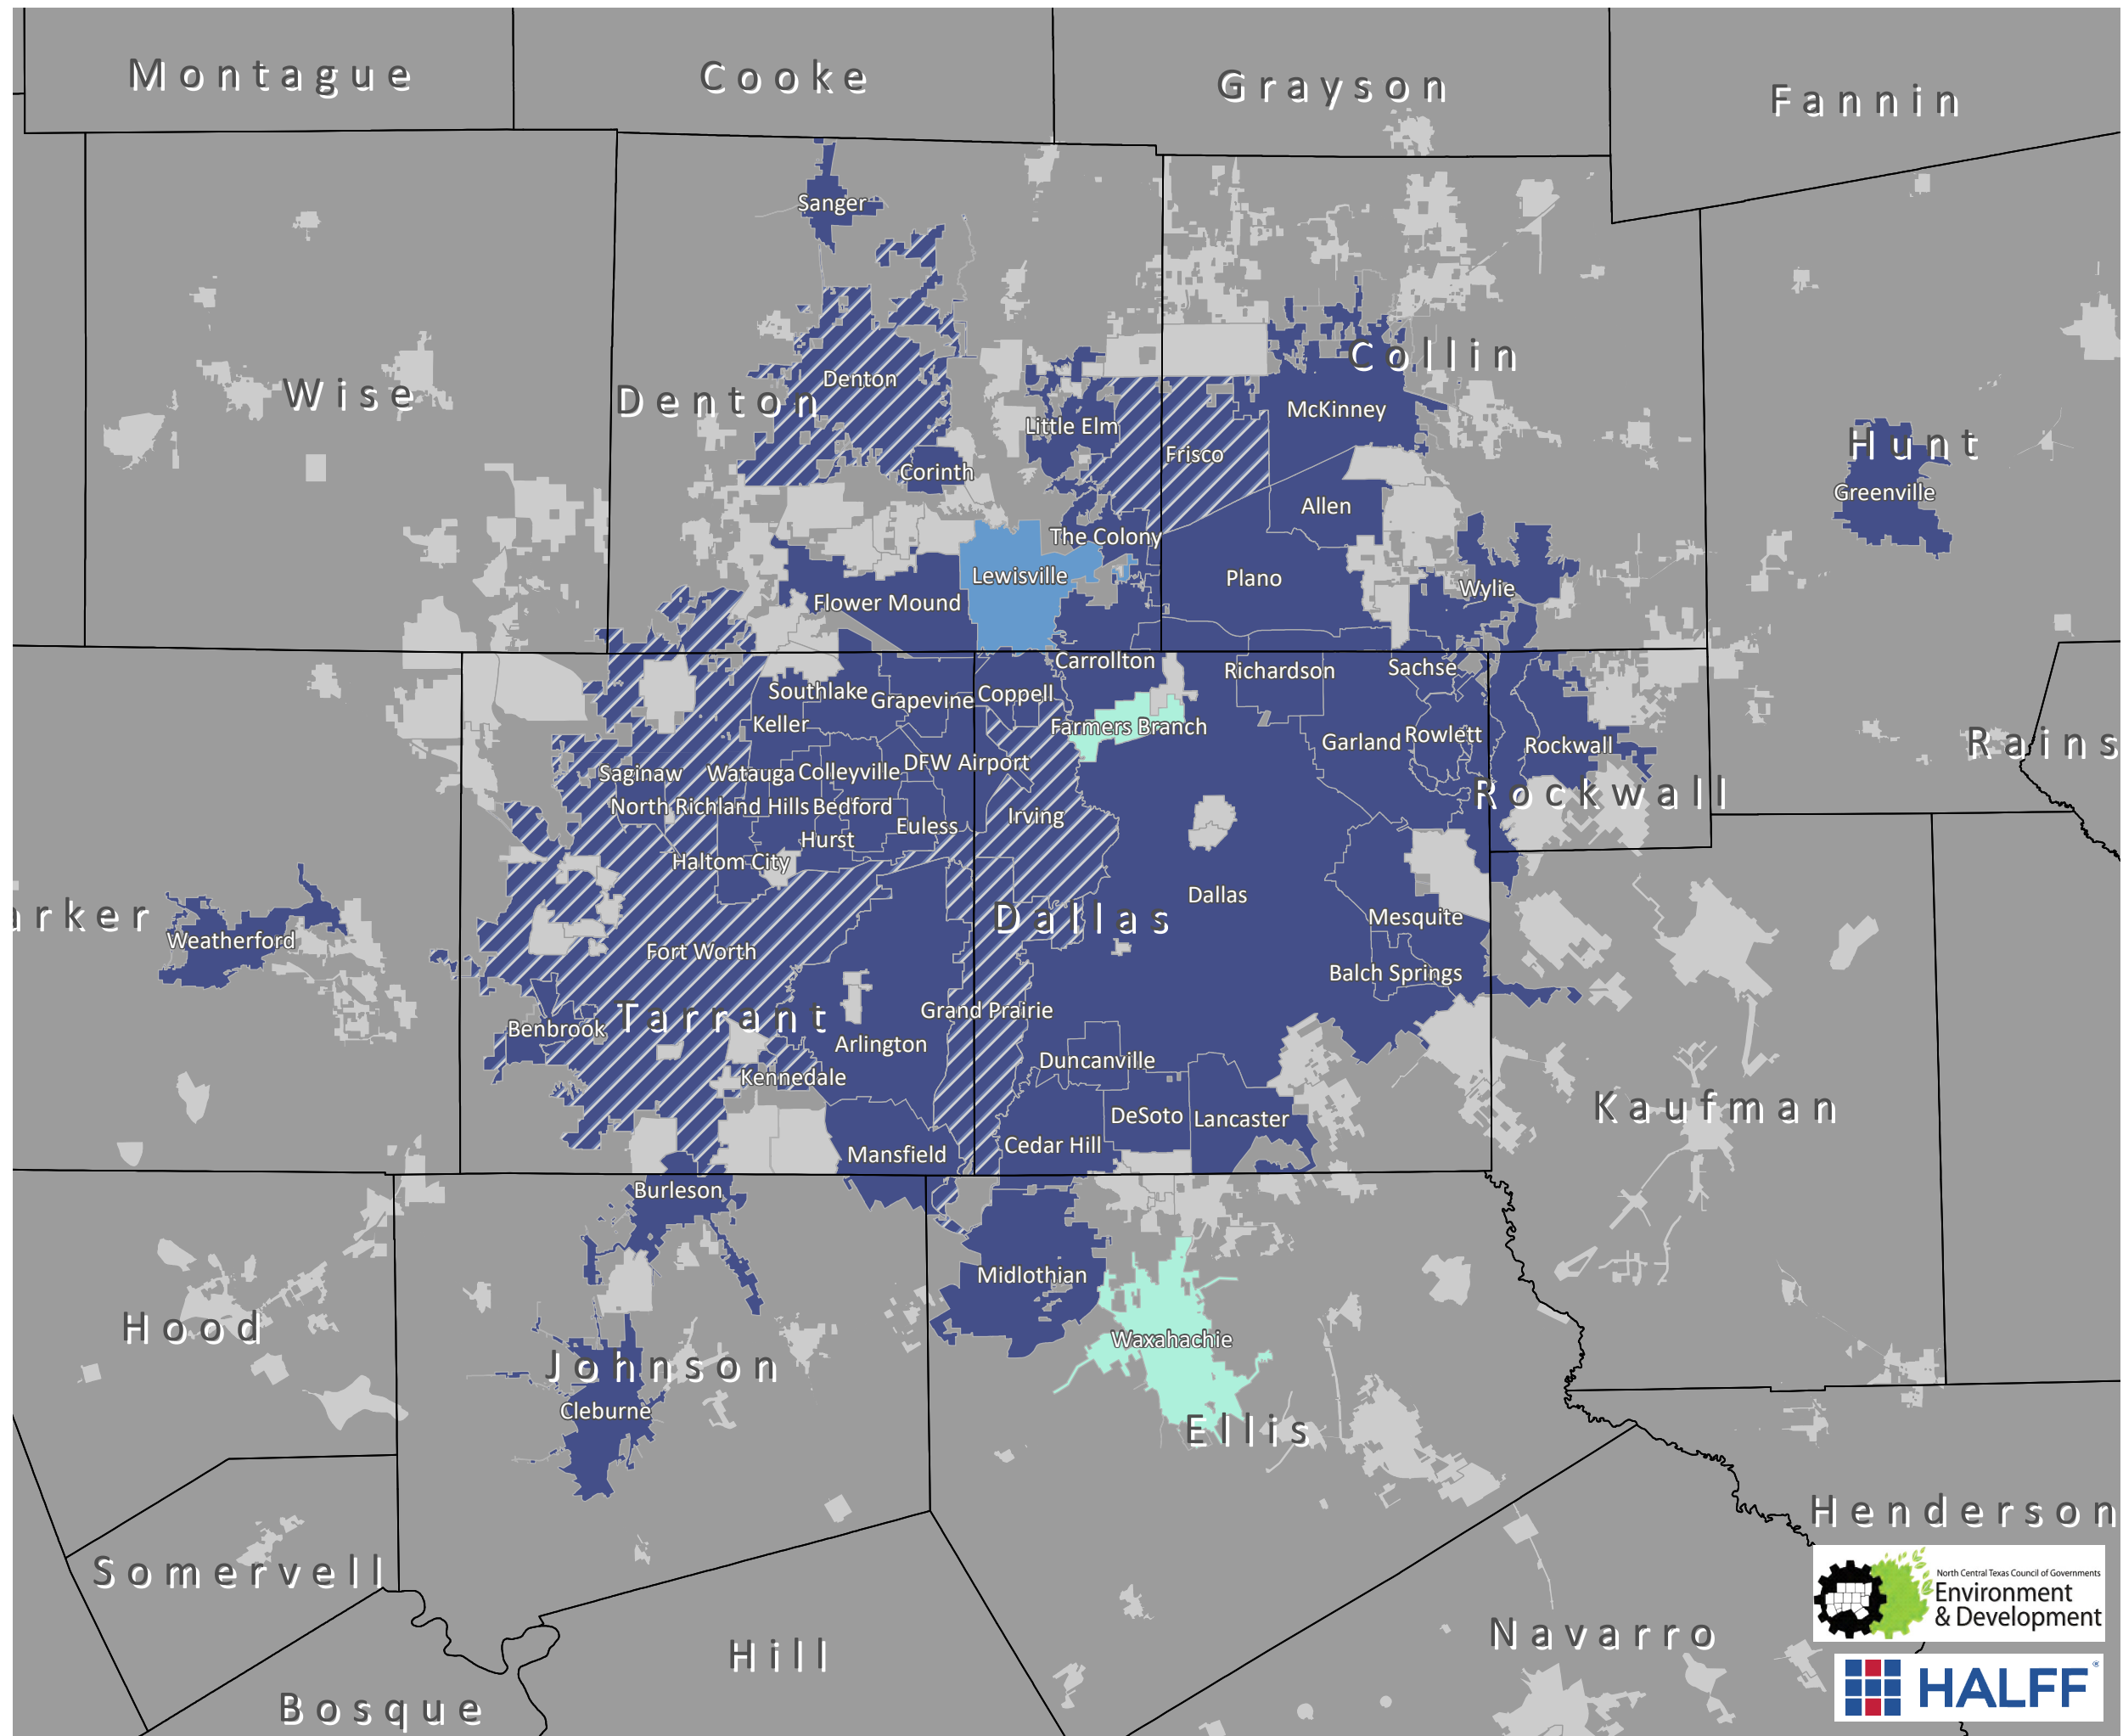 Montague
Cooke
Grayson
Fannin
Sanger
Wise
Denton
Denton
Collin
McKinney
Little Elm
Frisco
Corinth
Hunt
Greenville
Allen
The Colony
Lewisville
Plano
Wylie
Flower Mound
Carrollton
Richardson
Sachse
Southlake
Grapevine
Coppell
Keller
Farmers Branch
Garland
Rowlett
Rockwall
Rains
Saginaw
Watauga
Colleyville
DFW Airport
Rockwall
North Richland Hills
Bedford
Irving
Euless
Hurst
Haltom City
Dallas
arker
Weatherford
Fort Worth
Dallas
Mesquite
Balch Springs
Tarrant
Grand Prairie
Benbrook
Arlington
Duncanville
Kennedale
DeSoto
Lancaster
Kaufman
Mansfield
Cedar Hill
Burleson
Midlothian
Hood
Waxahachie
Johnson
Cleburne
Ellis
Henderson
Somervell
North Central Texas Council of Governments
Environment
& Development
Navarro
Hill
HALFF
Bosque